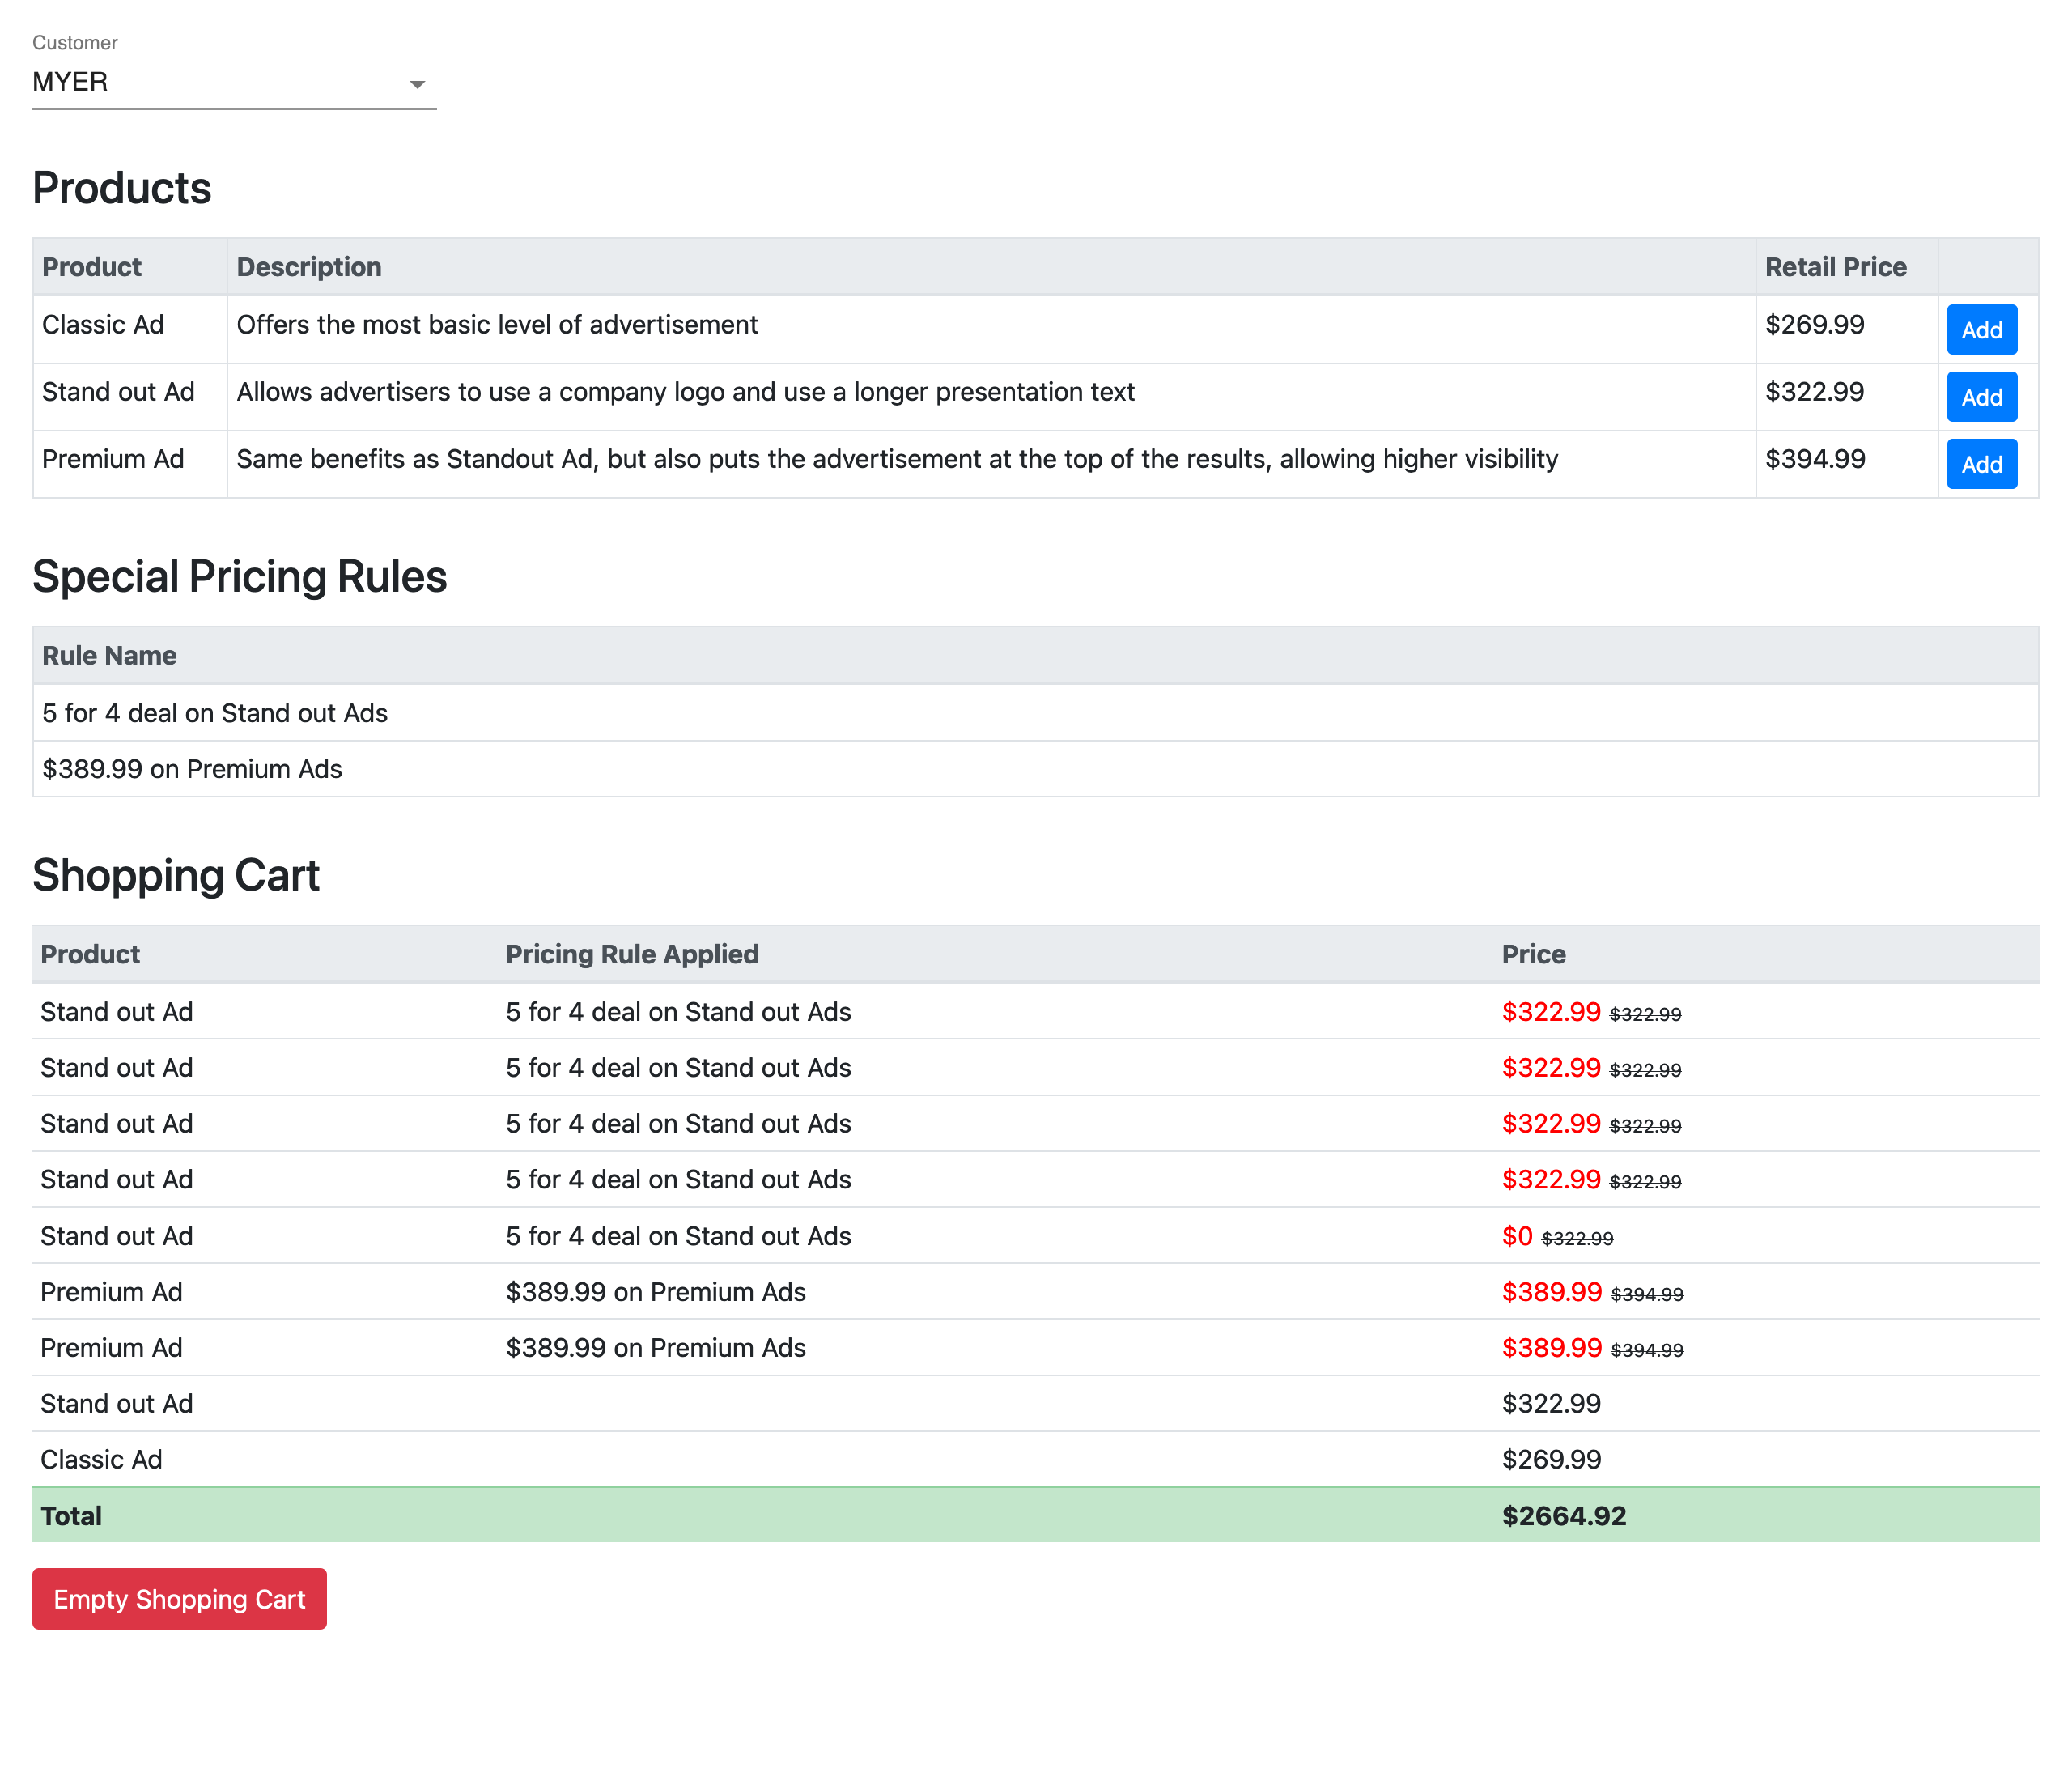 Customer
MYER
Products
Product Description Retail Price
Classic Ad Offers the most basic level of advertisement $269.99 Add
Stand out Ad Allows advertisers to use a company logo and use a longer presentation text $322.99 Add
Premium Ad Same benefits as Standout Ad, but also puts the advertisement at the top of the results, allowing higher visibility $394.99 Add
Special Pricing Rules
Rule Name
5 for 4 deal on Stand out Ads
$389.99 on Premium Ads
Shopping Cart
Product Pricing Rule Applied Price
Stand out Ad 5 for 4 deal on Stand out Ads $322.99 $322.99
Stand out Ad 5 for 4 deal on Stand out Ads $322.99 $322.99
Stand out Ad 5 for 4 deal on Stand out Ads $322.99 $322.99
Stand out Ad 5 for 4 deal on Stand out Ads $322.99 $322.99
Stand out Ad 5 for 4 deal on Stand out Ads $0 $322.99
Premium Ad $389.99 on Premium Ads $389.99 $394.99
Premium Ad $389.99 on Premium Ads $389.99 $394.99
Stand out Ad $322.99
Classic Ad $269.99
Total $2664.92
Empty Shopping Cart